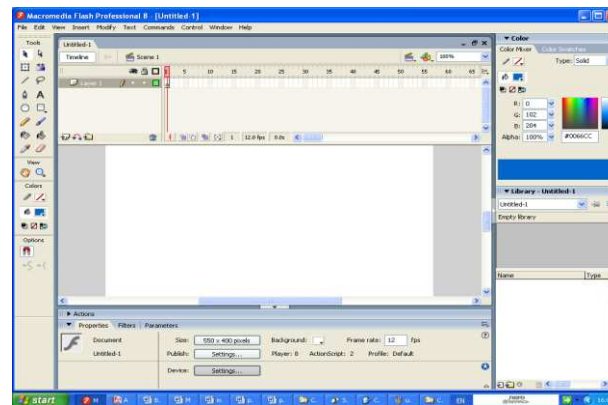 Macromedia Flash Professional 8 - [Untitled-1]
File Edit View Insert Modify Text Commands Control Window Help
Tools
View
Colors
Options
Untitled-1
Timeline
Scene 1
100%
5 10 15 20 25 30 35 40 45 50 55 60 65
Layer 1
1 12.0 fps 0.0s
Actions
Properties Filters Parameters
Document
Untitled-1
Size: 550 x 400 pixels Background: Frame rate: 12 fps
Publish: Settings... Player: 8 ActionScript: 2 Profile: Default
Device: Settings...
Color
Color Mixer Color Swatches
Type: Solid
R: 0
G: 102
B: 204
Alpha: 100% #0066CC
Library - Untitled-1
Untitled-1
Empty library
Name Type
start
EN